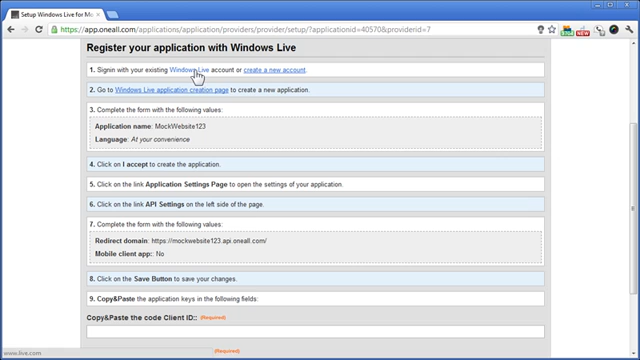 Setup Windows Live for Mo
https://app.oneall.com/applications/application/providers/provider/setup/?applicationid=40570&providerid=7
NEW
Register your application with Windows Live
1. Signin with your existing Windows Live account or create a new account.
2. Go to Windows Live application creation page to create a new application.
3. Complete the form with the following values:
Application name: MockWebsite123
Language: At your convenience
4. Click on I accept to create the application.
5. Click on the link Application Settings Page to open the settings of your application.
6. Click on the link API Settings on the left side of the page.
7. Complete the form with the following values:
Redirect domain: https://mockwebsite123.api.oneall.com/
Mobile client app:: No
8. Click on the Save Button to save your changes.
9. Copy&Paste the application keys in the following fields:
Copy&Paste the code Client ID:: (Required)
(Required)
www.live.com